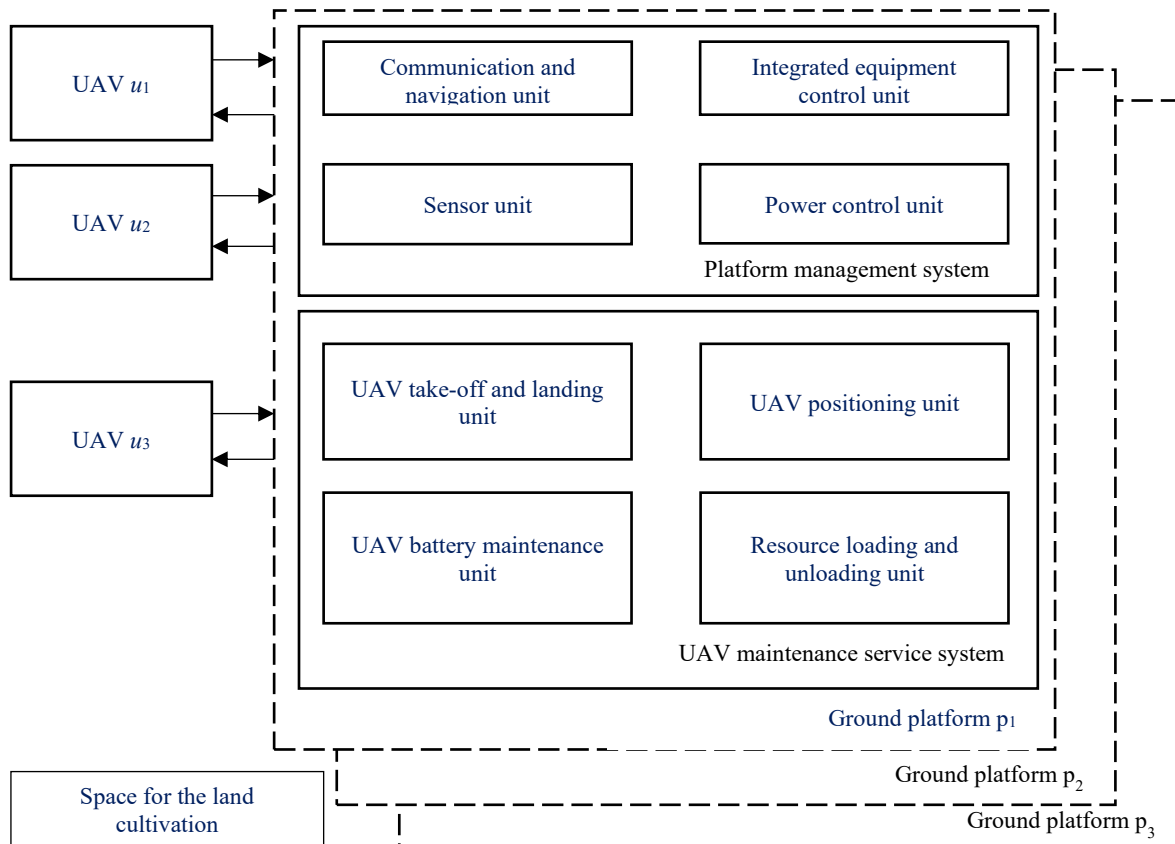 UAV u1
UAV u2
UAV u3
Communication and
navigation unit
Integrated equipment
control unit
Sensor unit
Power control unit
Platform management system
UAV take-off and landing
unit
UAV positioning unit
UAV battery maintenance
unit
Resource loading and
unloading unit
UAV maintenance service system
Ground platform p1
Ground platform p2
Ground platform p3
Space for the land
cultivation